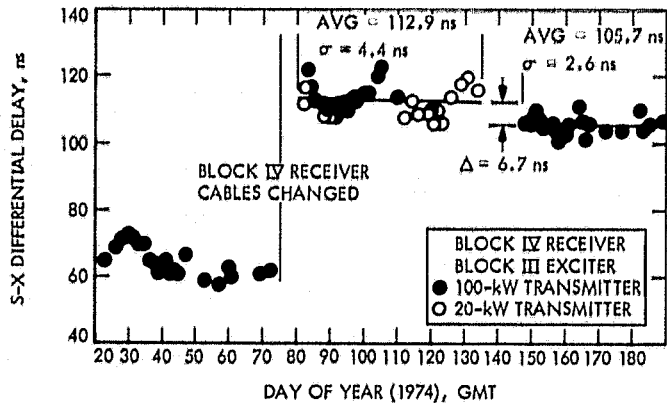 S-X DIFFERENTIAL DELAY, ns
140
120
100
80
60
40
AVG = 112.9 ns
σ = 4.4 ns
AVG = 105.7 ns
σ = 2.6 ns
Δ = 6.7 ns
BLOCK IV RECEIVER
CABLES CHANGED
BLOCK IV RECEIVER
BLOCK III EXCITER
● 100-kW TRANSMITTER
○ 20-kW TRANSMITTER
20 30 40 50 60 70 80 90 100 110 120 130 140 150 160 170 180
DAY OF YEAR (1974), GMT